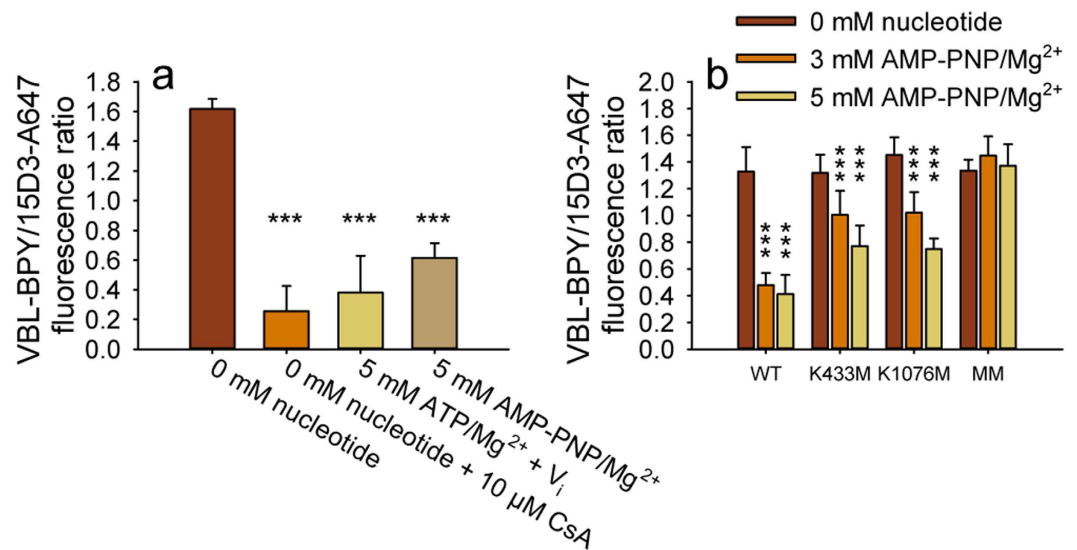 a
VBL-BPY/15D3-A647
fluorescence ratio
1.8
1.6
1.4
1.2
1.0
0.8
0.6
0.4
0.2
0.0
***
***
***
0 mM nucleotide
0 mM nucleotide + 10 µM CsA
5 mM ATP/Mg²⁺ + Vᵢ
5 mM AMP-PNP/Mg²⁺
b
0 mM nucleotide
3 mM AMP-PNP/Mg²⁺
5 mM AMP-PNP/Mg²⁺
VBL-BPY/15D3-A647
fluorescence ratio
2.0
1.8
1.6
1.4
1.2
1.0
0.8
0.6
0.4
0.2
0.0
***
***
***
***
***
***
WT
K433M
K1076M
MM